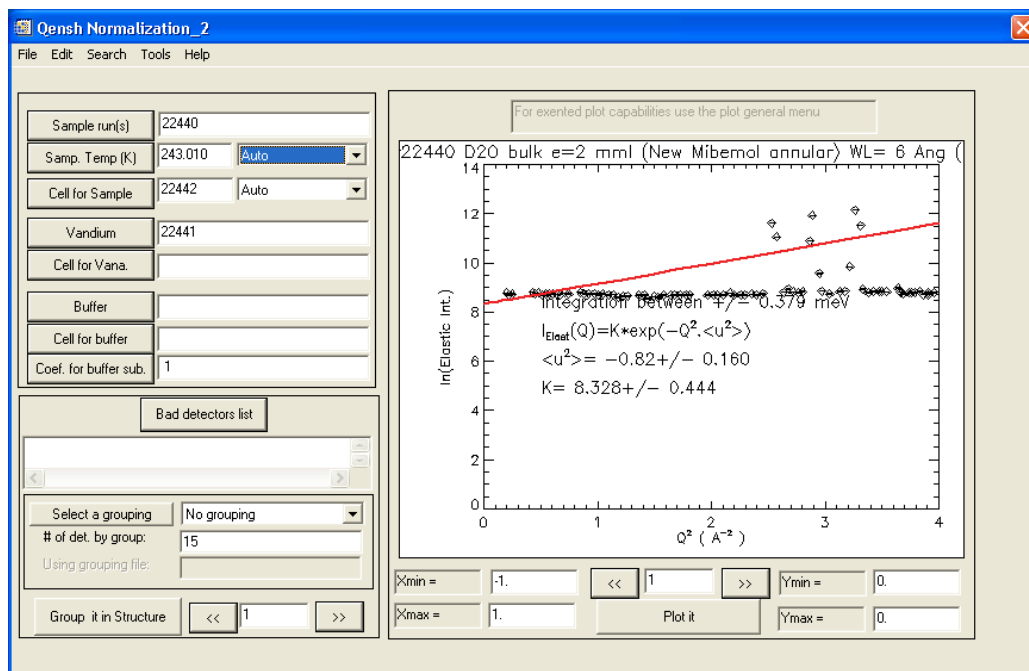 Qensh Normalization_2
File Edit Search Tools Help
Sample run(s) 22440
Samp. Temp (K) 243.010 Auto
Cell for Sample 22442 Auto
Vandium 22441
Cell for Vana.
Buffer
Cell for buffer
Coef. for buffer sub. 1
Bad detectors list
Select a grouping No grouping
# of det. by group: 15
Using grouping file:
Group it in Structure << 1 >>
For exented plot capabilities use the plot general menu
22440 D2O bulk e=2 mml (New Mibemol annular) WL= 6 Ang (
14
12
10
8
6
4
2
0
ln(Elastic Int.)
Integration between +/− 0.379 meV
I_Elast(Q)=K*exp(−Q².<u²>)
<u²>= −0.82+/− 0.160
K= 8.328+/− 0.444
0 1 2 3 4
Q² ( A⁻² )
Xmin = -1. << 1 >> Ymin = 0.
Xmax = 1. Plot it Ymax = 0.